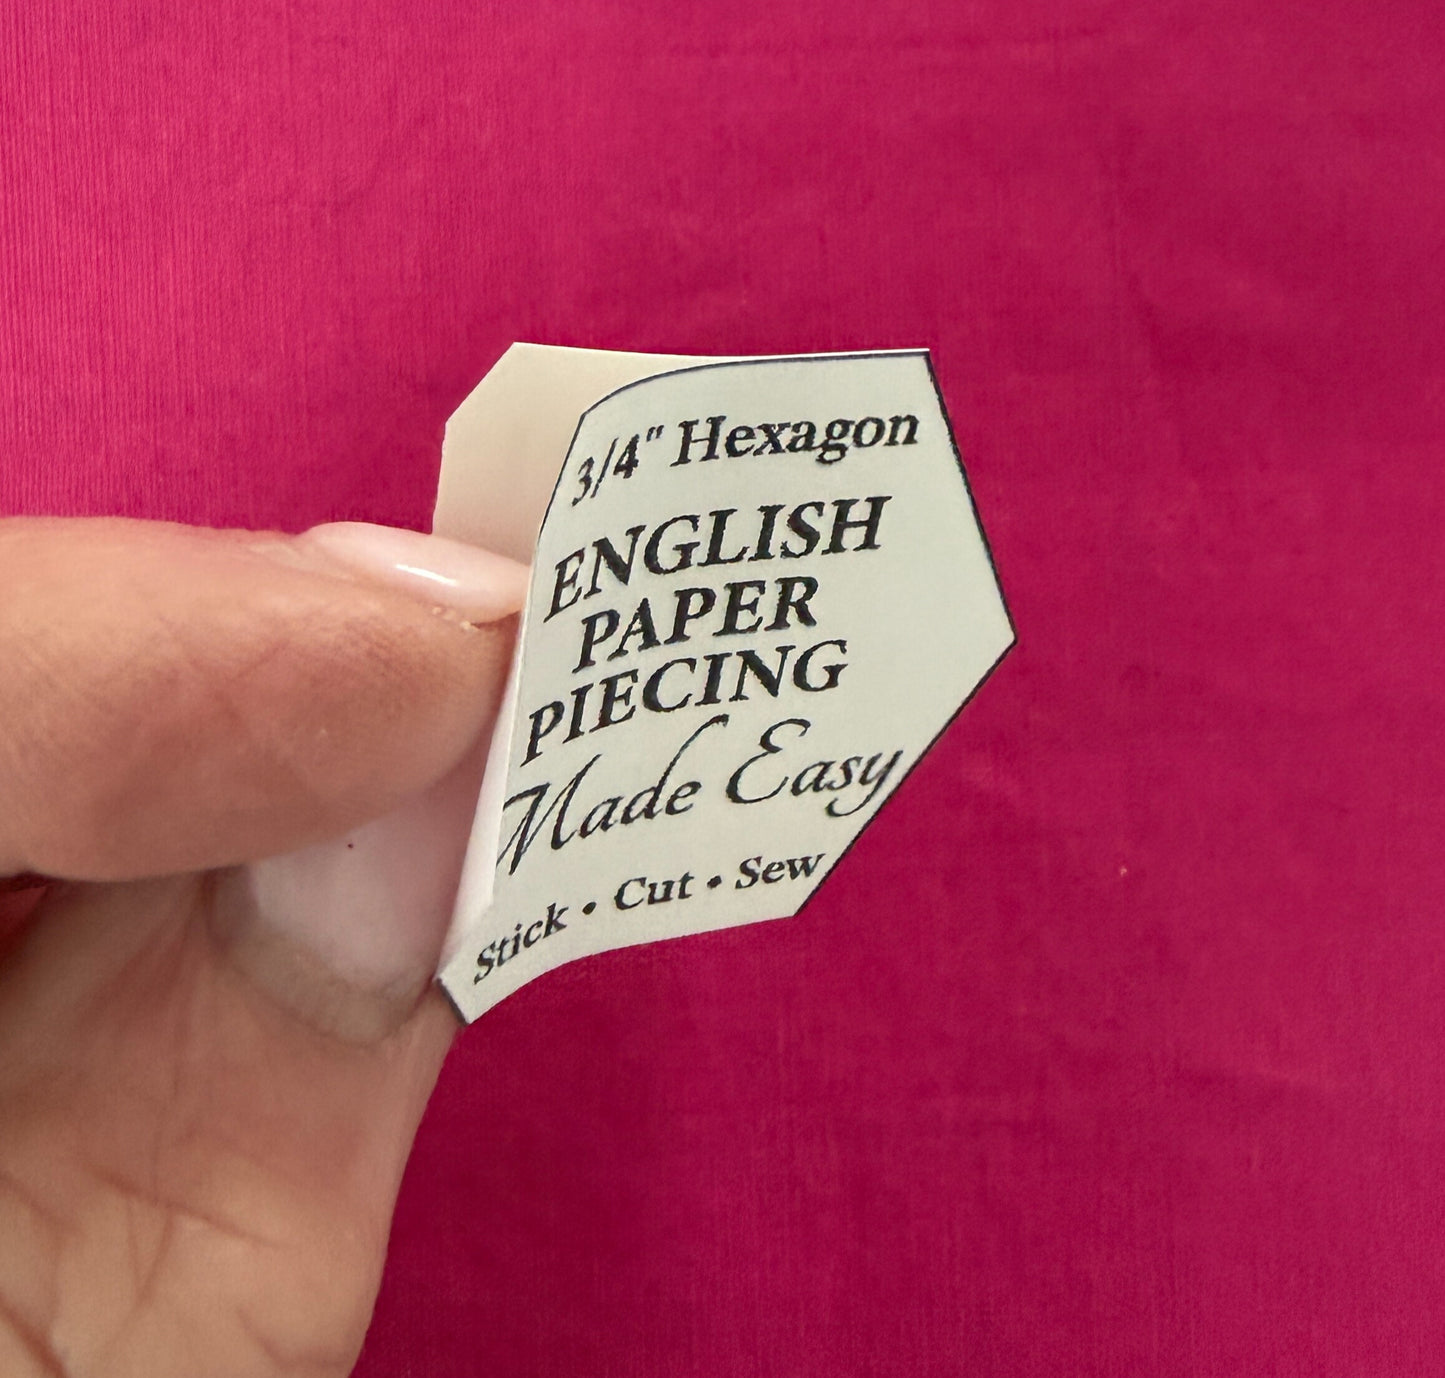 3/4" Hexagon
ENGLISH
PAPER
PIECING
Made Easy
Stick • Cut • Sew